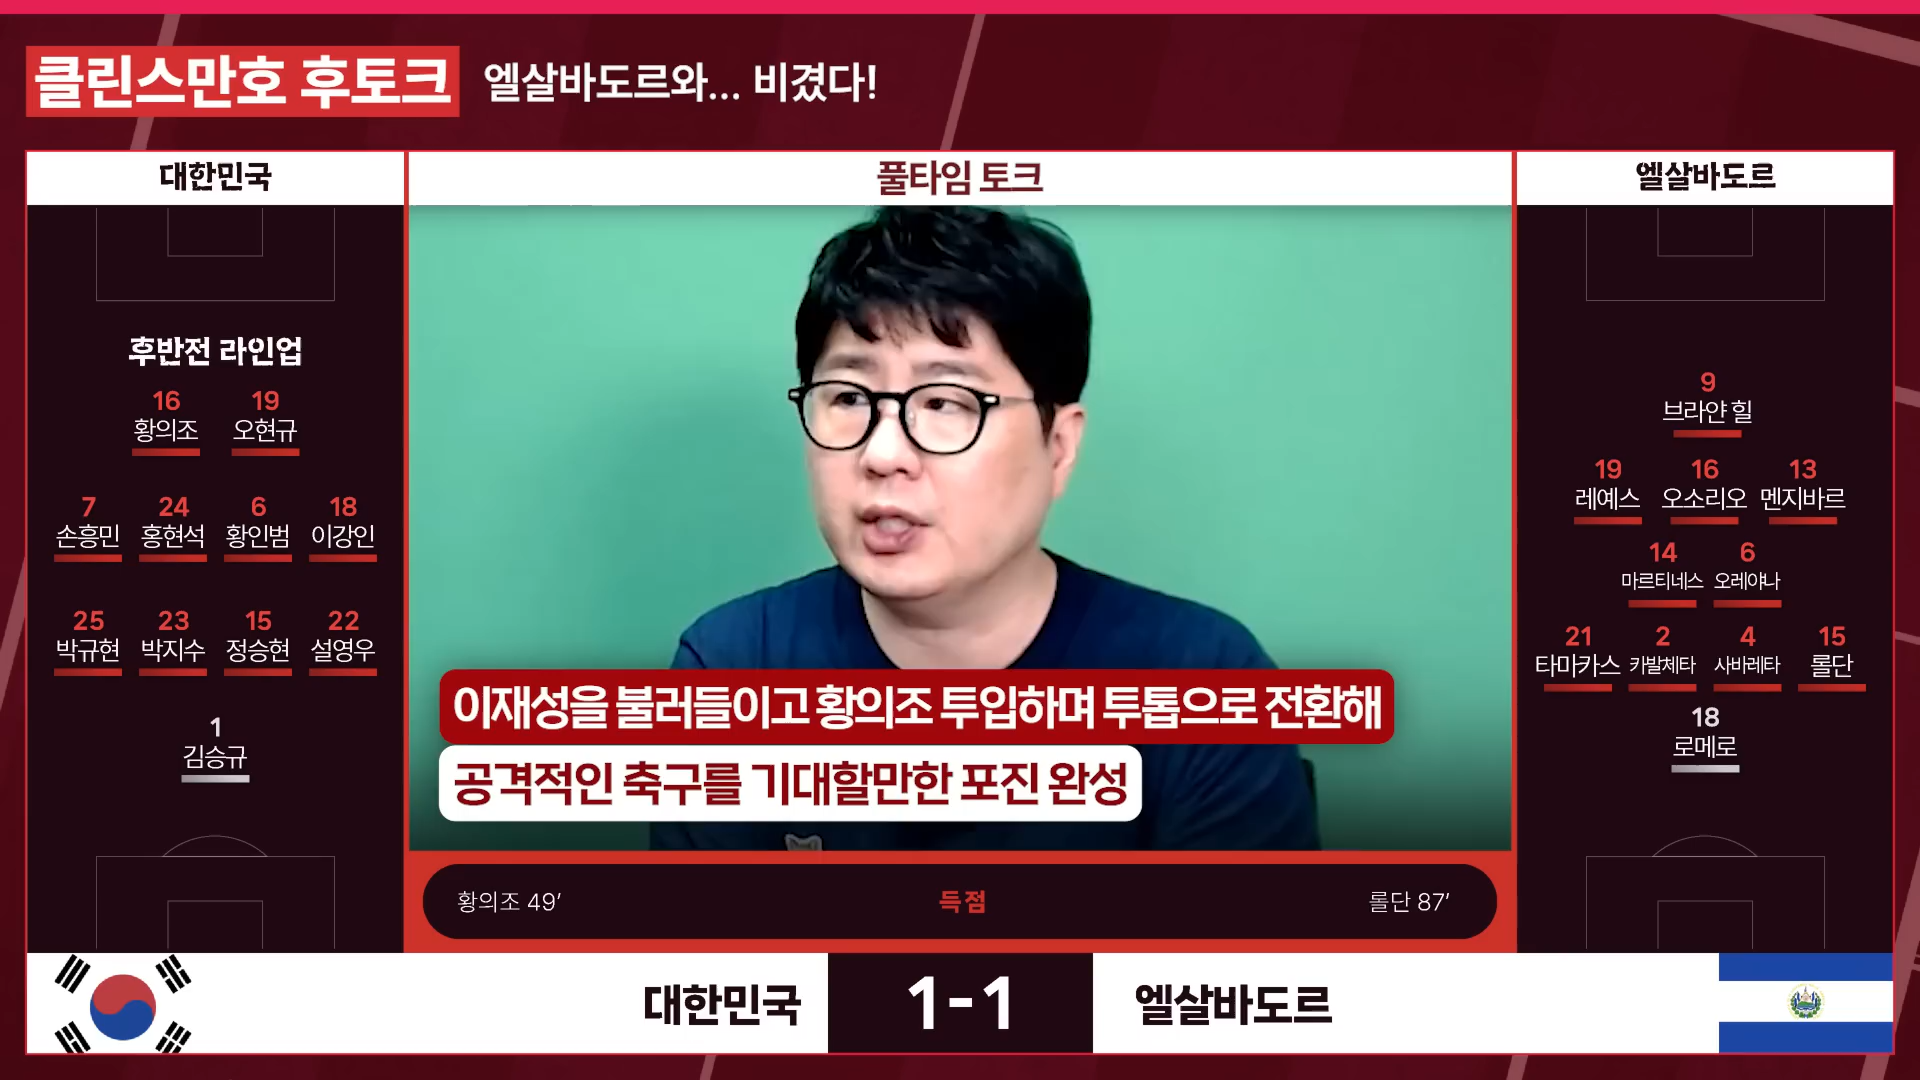 클린스만호 후토크
엘살바도르와... 비겼다!
대한민국
후반전 라인업
16 19
황의조 오현규
7 24 6 18
손흥민 홍현석 황인범 이강인
25 23 15 22
박규현 박지수 정승현 설영우
1
김승규
풀타임 토크
이재성을 불러들이고 황의조 투입하며 투톱으로 전환해
공격적인 축구를 기대할만한 포진 완성
황의조 49′ 득점 롤단 87′
엘살바도르
9
브라얀 힐
19 16 13
레예스 오소리오 멘지바르
14 6
마르티네스 오레야나
21 2 4 15
타마카스 카발체타 사바레타 롤단
18
로메로
대한민국 1-1 엘살바도르